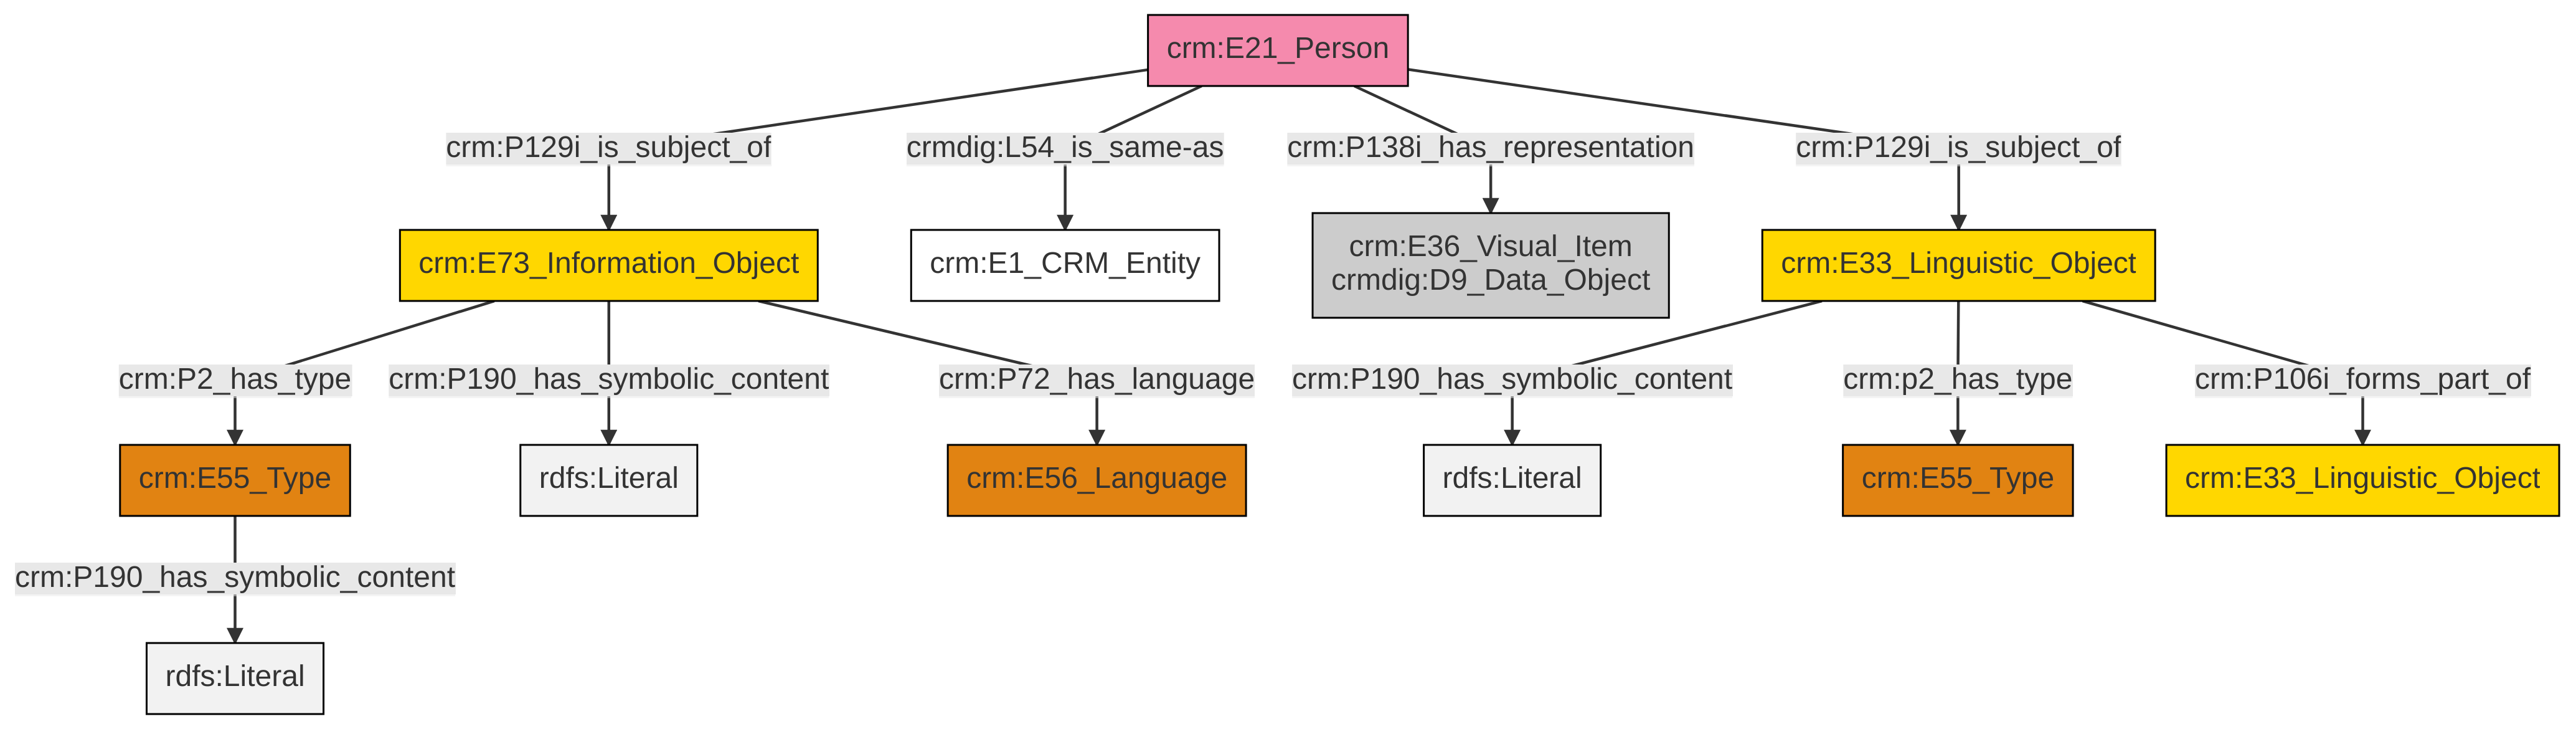 crm:E21_Person
crm:P129i_is_subject_of
crmdig:L54_is_same-as
crm:P138i_has_representation
crm:P129i_is_subject_of
crm:E73_Information_Object
crm:E1_CRM_Entity
crm:E36_Visual_Item
crmdig:D9_Data_Object
crm:E33_Linguistic_Object
crm:P2_has_type
crm:P190_has_symbolic_content
crm:P72_has_language
crm:P190_has_symbolic_content
crm:p2_has_type
crm:P106i_forms_part_of
crm:E55_Type
rdfs:Literal
crm:E56_Language
rdfs:Literal
crm:E55_Type
crm:E33_Linguistic_Object
crm:P190_has_symbolic_content
rdfs:Literal